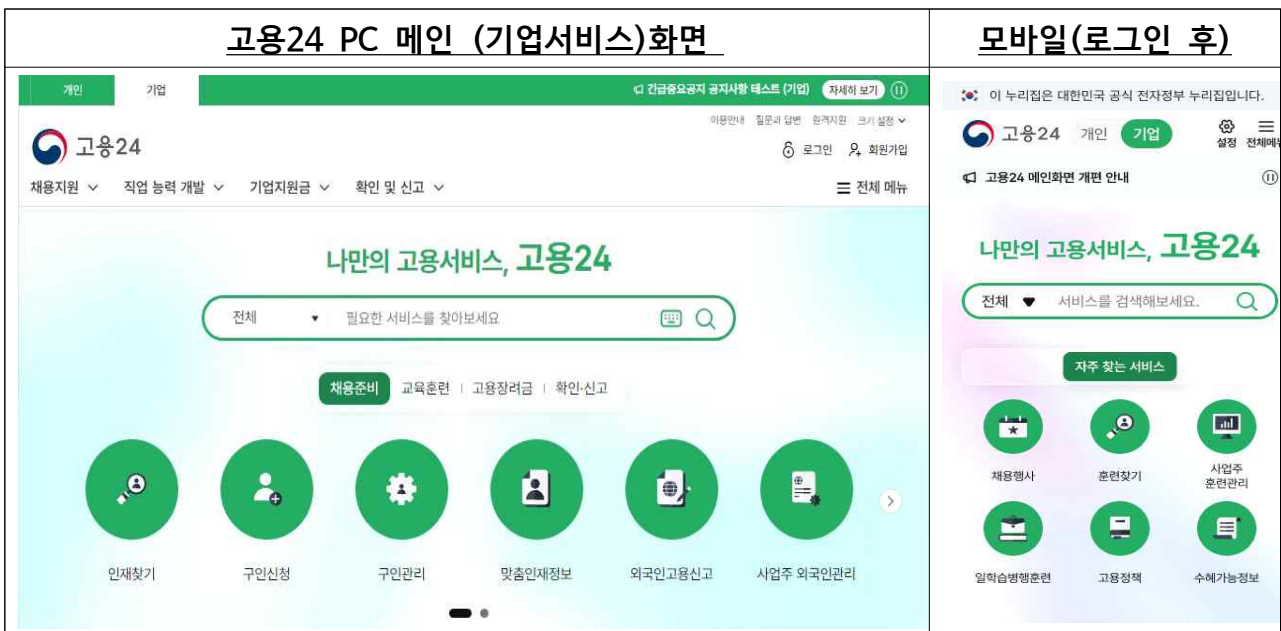 고용24 PC 메인 (기업서비스)화면
모바일(로그인 후)
개인 기업
긴급중요공지 공지사항 테스트 (기업) 자세히 보기
이용안내 질문과 답변 원격지원 크기 설정
고용24
로그인 회원가입
채용지원 직업 능력 개발 기업지원금 확인 및 신고 전체 메뉴
나만의 고용서비스, 고용24
전체 필요한 서비스를 찾아보세요
채용준비 교육훈련 고용장려금 확인·신고
인재찾기 구인신청 구인관리 맞춤인재정보 외국인고용신고 사업주 외국인관리
이 누리집은 대한민국 공식 전자정부 누리집입니다.
고용24 개인 기업 설정 전체메뉴
고용24 메인화면 개편 안내
나만의 고용서비스, 고용24
전체 서비스를 검색해보세요.
자주 찾는 서비스
채용행사 훈련찾기 사업주
훈련관리
일학습병행훈련 고용정책 수혜가능정보